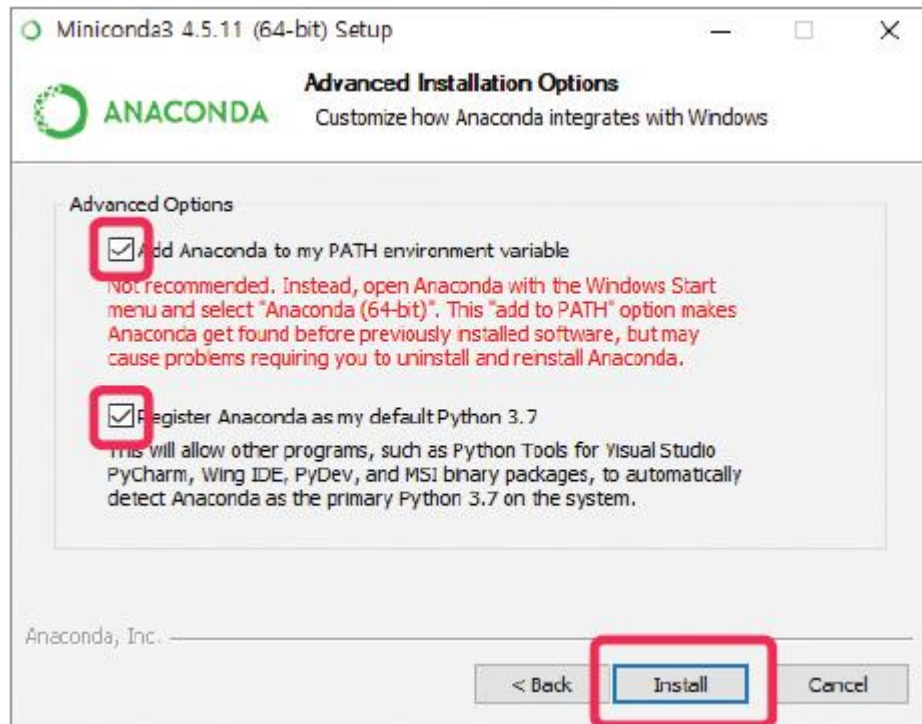 Miniconda3 4.5.11 (64-bit) Setup
ANACONDA
Advanced Installation Options
Customize how Anaconda integrates with Windows
Advanced Options
Add Anaconda to my PATH environment variable
Not recommended. Instead, open Anaconda with the Windows Start
menu and select "Anaconda (64-bit)". This "add to PATH" option makes
Anaconda get found before previously installed software, but may
cause problems requiring you to uninstall and reinstall Anaconda.
Register Anaconda as my default Python 3.7
This will allow other programs, such as Python Tools for Visual Studio
PyCharm, Wing IDE, PyDev, and MSI binary packages, to automatically
detect Anaconda as the primary Python 3.7 on the system.
Anaconda, Inc.
< Back
Install
Cancel